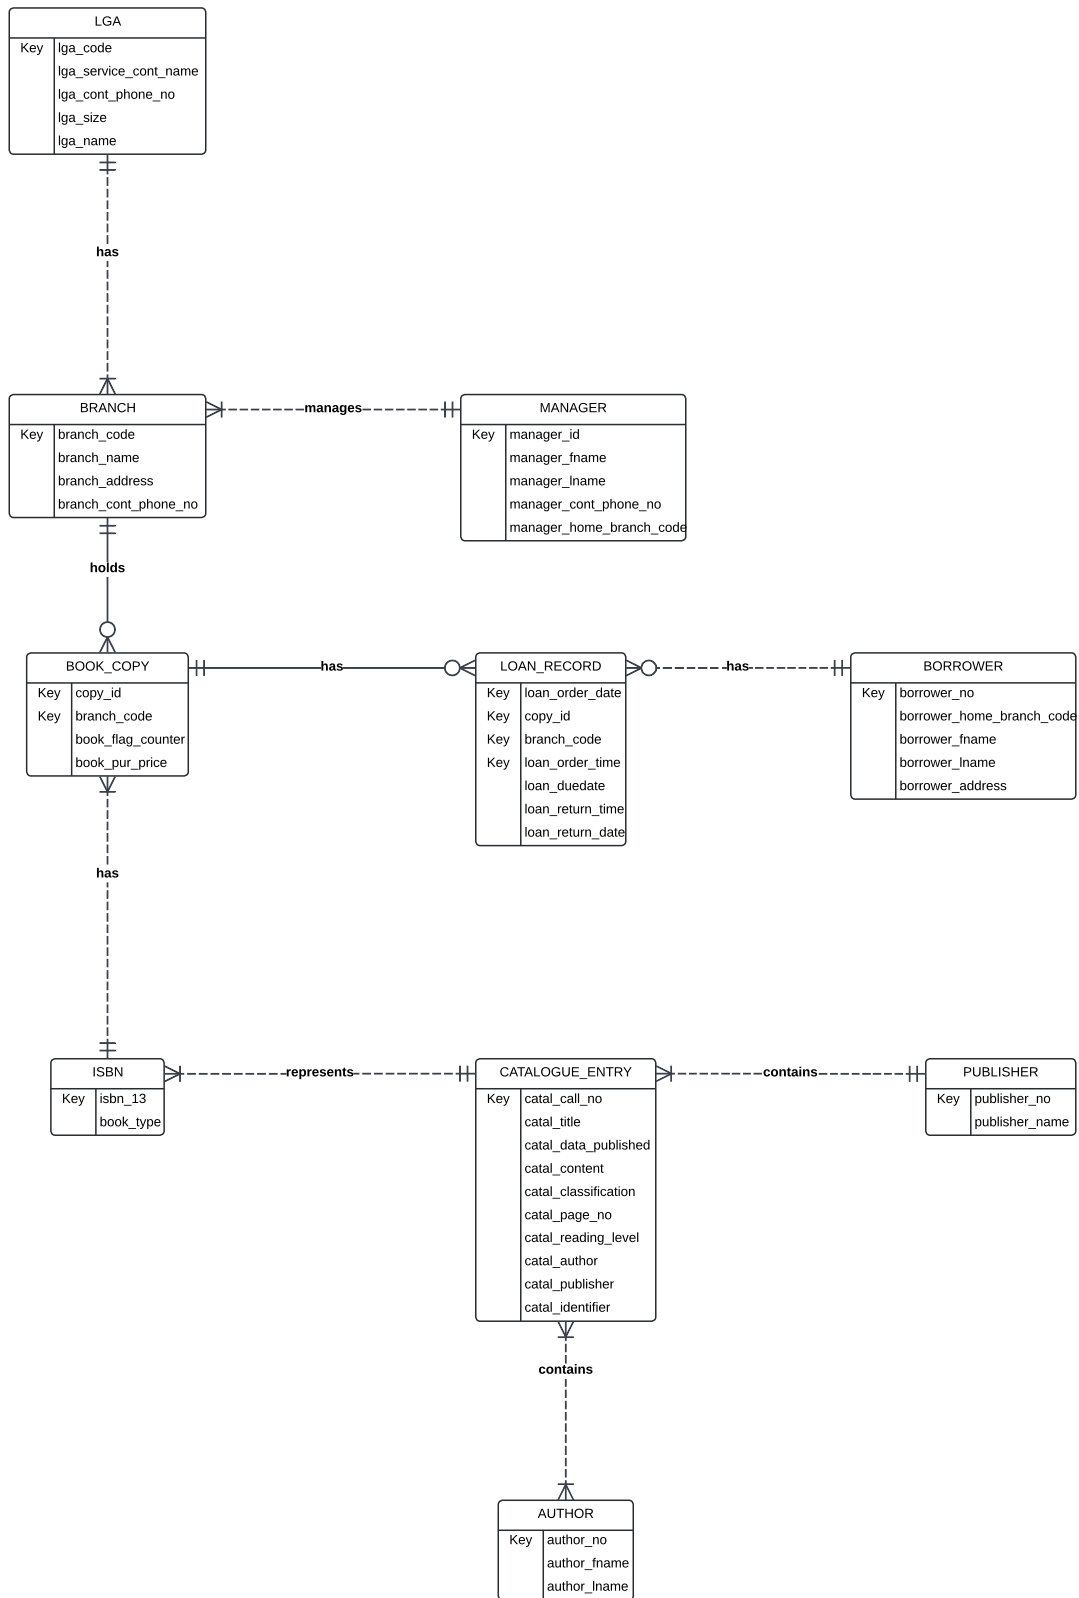 LGA
Key lga_code
lga_service_cont_name
lga_cont_phone_no
lga_size
lga_name
has
BRANCH
Key branch_code
branch_name
branch_address
branch_cont_phone_no
manages
MANAGER
Key manager_id
manager_fname
manager_lname
manager_cont_phone_no
manager_home_branch_code
holds
BOOK_COPY
Key copy_id
Key branch_code
book_flag_counter
book_pur_price
has
LOAN_RECORD
Key loan_order_date
Key copy_id
Key branch_code
Key loan_order_time
loan_duedate
loan_return_time
loan_return_date
has
BORROWER
Key borrower_no
borrower_home_branch_code
borrower_fname
borrower_lname
borrower_address
has
ISBN
Key isbn_13
book_type
represents
CATALOGUE_ENTRY
Key catal_call_no
catal_title
catal_data_published
catal_content
catal_classification
catal_page_no
catal_reading_level
catal_author
catal_publisher
catal_identifier
contains
PUBLISHER
Key publisher_no
publisher_name
contains
AUTHOR
Key author_no
author_fname
author_lname